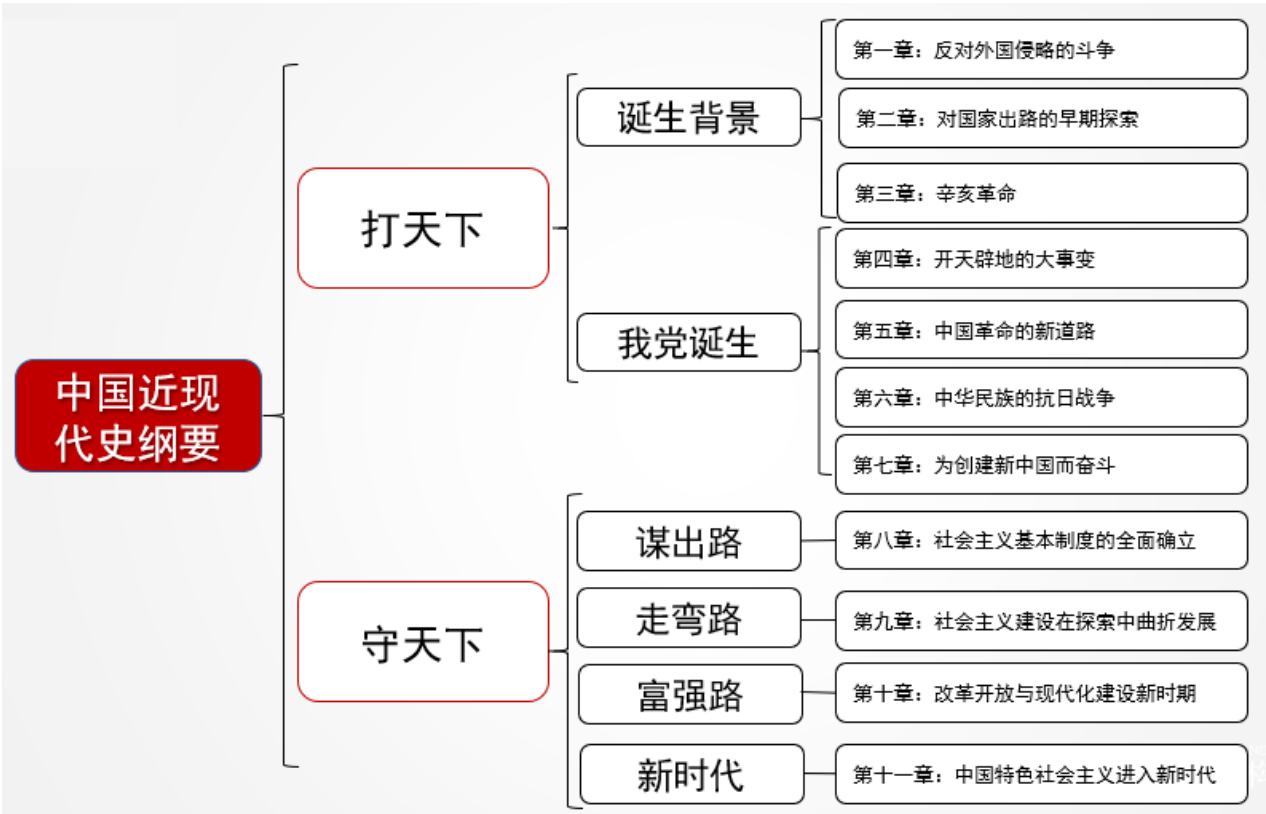 中国近现
代史纲要
打天下
诞生背景
第一章：反对外国侵略的斗争
第二章：对国家出路的早期探索
第三章：辛亥革命
我党诞生
第四章：开天辟地的大事变
第五章：中国革命的新道路
第六章：中华民族的抗日战争
第七章：为创建新中国而奋斗
守天下
谋出路
第八章：社会主义基本制度的全面确立
走弯路
第九章：社会主义建设在探索中曲折发展
富强路
第十章：改革开放与现代化建设新时期
新时代
第十一章：中国特色社会主义进入新时代